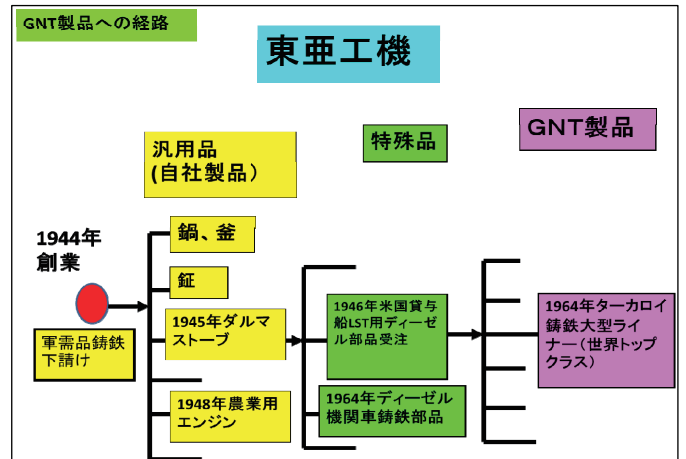 GNT製品への経路
東亜工機
汎用品
(自社製品)
特殊品
GNT製品
1944年
創業
軍需品鋳鉄
下請け
鍋、釜
鉦
1945年ダルマ
ストーブ
1948年農業用
エンジン
1946年米国貸与
船LST用ディーゼ
ル部品受注
1964年ディーゼル
機関車鋳鉄部品
1964年ターカロイ
鋳鉄大型ライ
ナー(世界トップ
クラス)